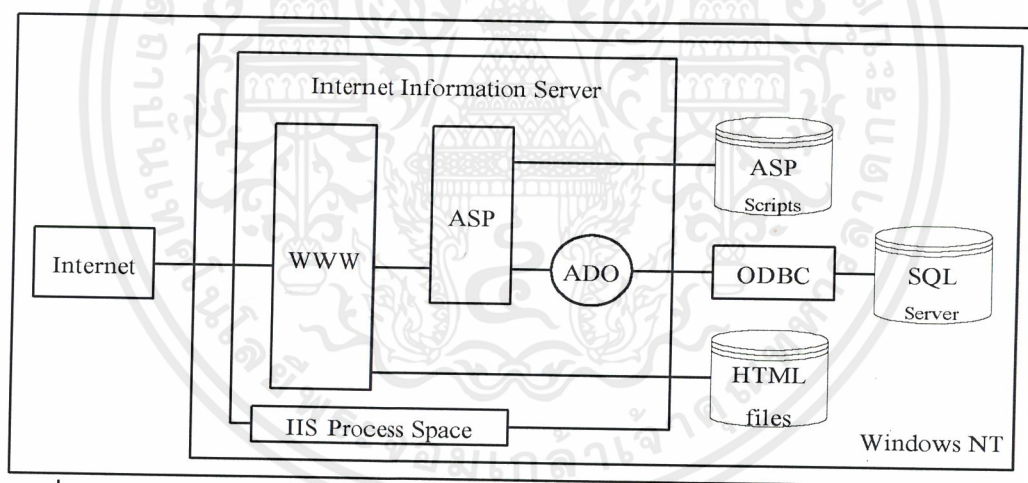 Internet Information Server
ASP
Scripts
ASP
Internet
WWW
ADO
ODBC
SQL
Server
HTML
files
IIS Process Space
Windows NT